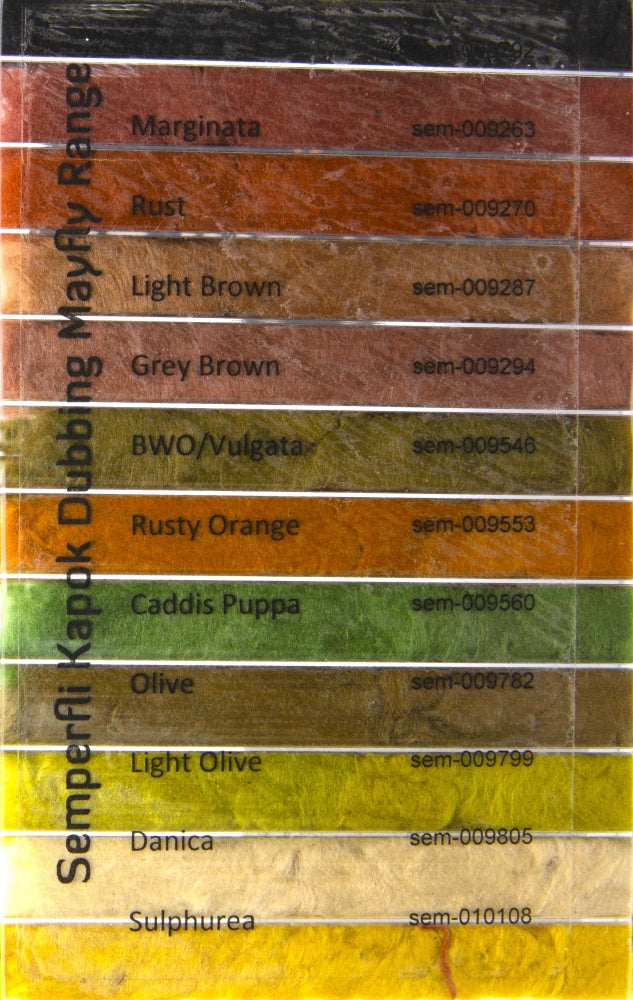 Semperfli Kapok Dubbing Mayfly Range
Marginata sem-009263
Rust sem-009270
Light Brown sem-009287
Grey Brown sem-009294
BWO/Vulgata sem-009546
Rusty Orange sem-009553
Caddis Puppa sem-009560
Olive sem-009782
Light Olive sem-009799
Danica sem-009805
Sulphurea sem-010108